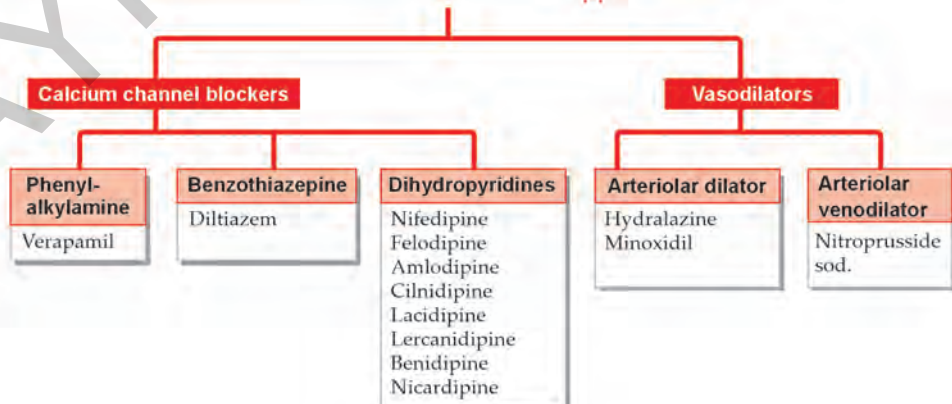 Calcium channel blockers
Vasodilators
Phenyl-
alkylamine
Verapamil
Benzothiazepine
Diltiazem
Dihydropyridines
Nifedipine
Felodipine
Amlodipine
Cilnidipine
Lacidipine
Lercanidipine
Benidipine
Nicardipine
Arteriolar dilator
Hydralazine
Minoxidil
Arteriolar
venodilator
Nitroprusside
sod.